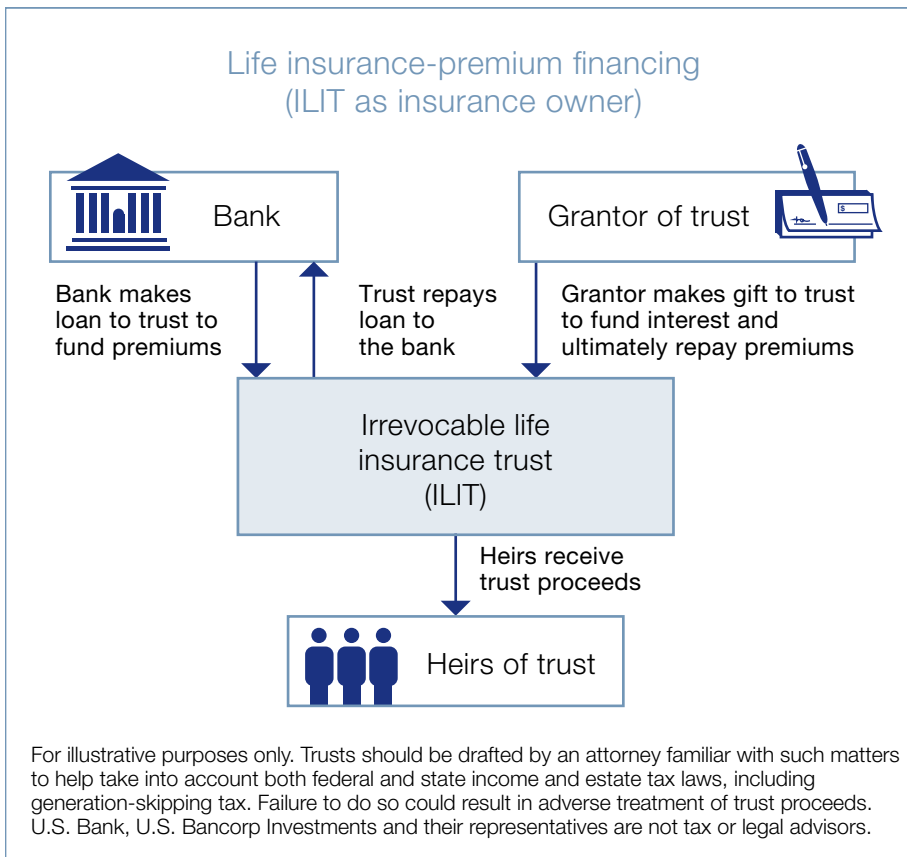 Life insurance-premium financing
(ILIT as insurance owner)
Bank
Grantor of trust
$
Bank makes
loan to trust to
fund premiums
Trust repays
loan to
the bank
Grantor makes gift to trust
to fund interest and
ultimately repay premiums
Irrevocable life
insurance trust
(ILIT)
Heirs receive
trust proceeds
Heirs of trust
For illustrative purposes only. Trusts should be drafted by an attorney familiar with such matters
to help take into account both federal and state income and estate tax laws, including
generation-skipping tax. Failure to do so could result in adverse treatment of trust proceeds.
U.S. Bank, U.S. Bancorp Investments and their representatives are not tax or legal advisors.